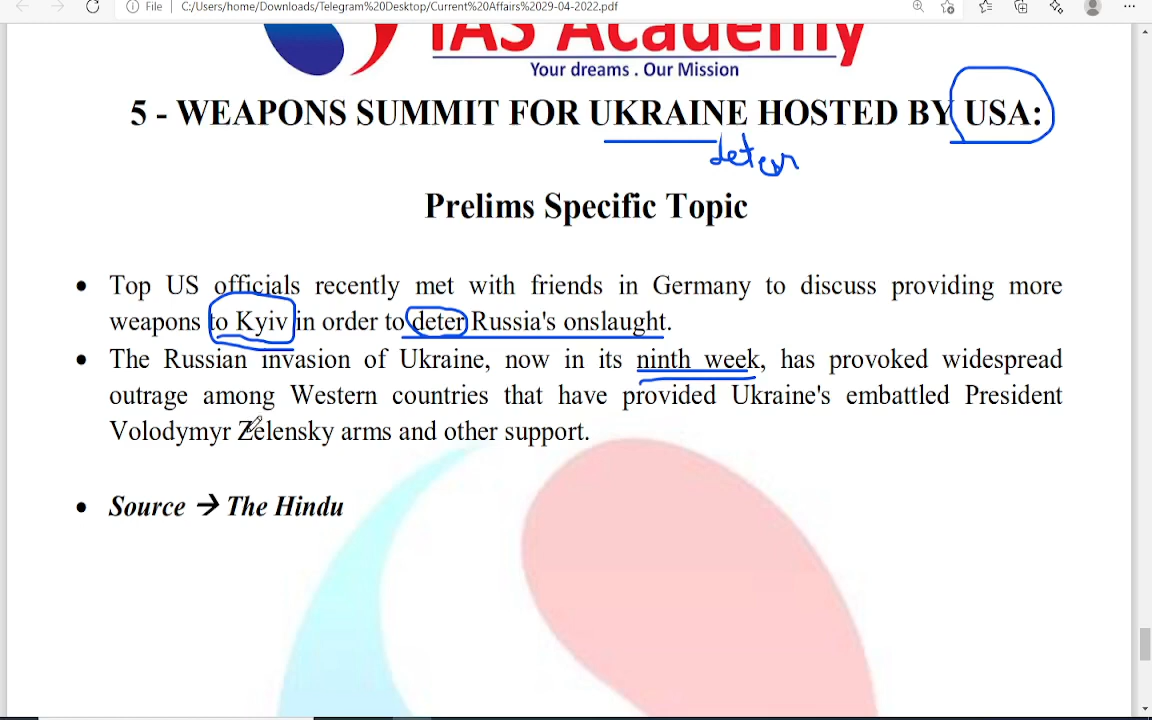 File | C:/Users/home/Downloads/Telegram%20Desktop/Current%20Affairs%2029-04-2022.pdf
IAS Academy
Your dreams . Our Mission
5 - WEAPONS SUMMIT FOR UKRAINE HOSTED BY USA:
deter
Prelims Specific Topic
• Top US officials recently met with friends in Germany to discuss providing more
weapons to Kyiv in order to deter Russia's onslaught.
• The Russian invasion of Ukraine, now in its ninth week, has provoked widespread
outrage among Western countries that have provided Ukraine's embattled President
Volodymyr Zelensky arms and other support.
• Source → The Hindu